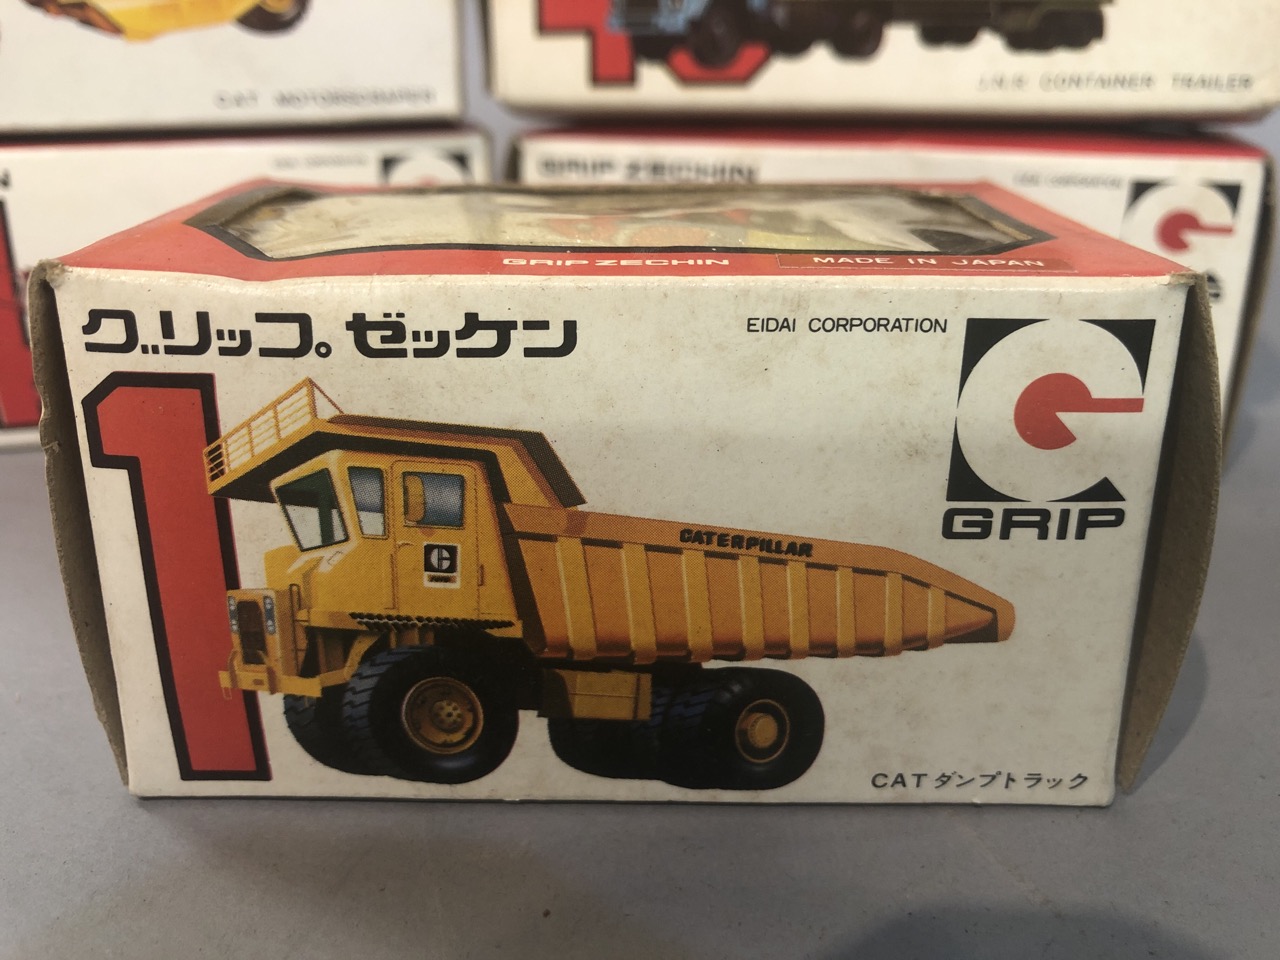 CAT MOTORSCRAPER
J.N.R. CONTAINER TRAILER
GRIP ZECHIN
GRIP ZECHIN
MADE IN JAPAN
グリップ。ゼッケン
EIDAI CORPORATION
1
GRIP
CATERPILLAR
CATダンプトラック